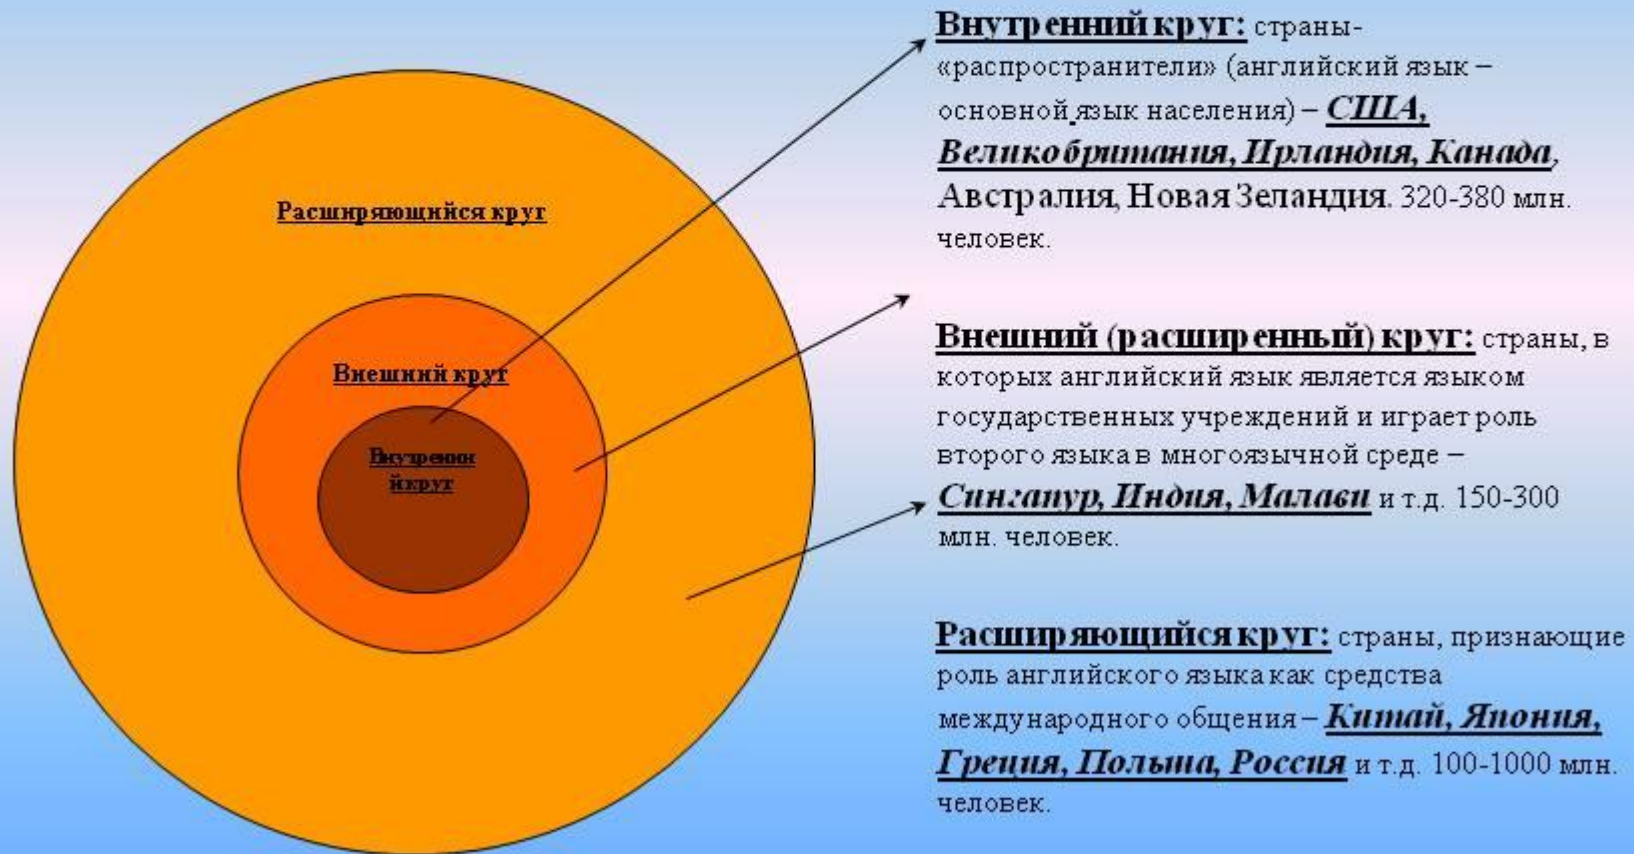 Расширяющийся круг
Внешний круг
Внутренн
й круг
Внутренний круг: страны-
«распространители» (английский язык –
основной язык населения) – США,
Великобритания, Ирландия, Канада,
Австралия, Новая Зеландия. 320-380 млн.
человек.
Внешний (расширенный) круг: страны, в
которых английский язык является языком
государственных учреждений и играет роль
второго языка в многоязычной среде –
Сингапур, Индия, Малави и т.д. 150-300
млн. человек.
Расширяющийся круг: страны, признающие
роль английского языка как средства
международного общения – Китай, Япония,
Греция, Польша, Россия и т.д. 100-1000 млн.
человек.